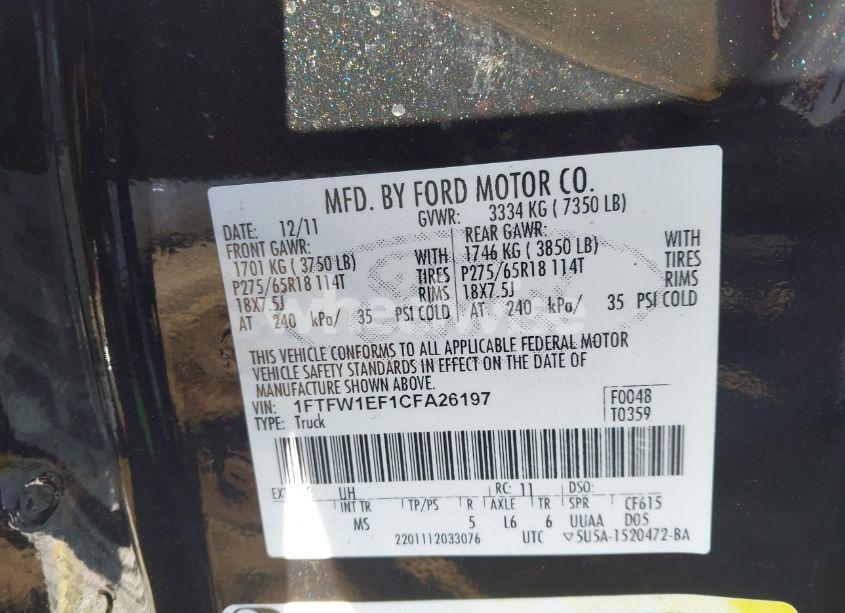 MFD. BY FORD MOTOR CO.
DATE: 12/11 GVWR: 3334 KG ( 7350 LB)
FRONT GAWR: REAR GAWR:
1701 KG ( 3750 LB) WITH 1746 KG ( 3850 LB) WITH
P275/65R18 114T TIRES P275/65R18 114T TIRES
18X7.5J RIMS 18X7.5J RIMS
AT 240 kPa/ 35 PSI COLD AT 240 kPa/ 35 PSI COLD
THIS VEHICLE CONFORMS TO ALL APPLICABLE FEDERAL MOTOR
VEHICLE SAFETY STANDARDS IN EFFECT ON THE DATE OF
MANUFACTURE SHOWN ABOVE.
VIN: 1FTFW1EF1CFA26197 F0048
TYPE: Truck T0359
UH RC: 11 DSO:
INT TR TP/PS R AXLE TR SPR CF615
MS 5 L6 6 UUAA D05
2201112033076 UTC 5U5A-1520472-BA